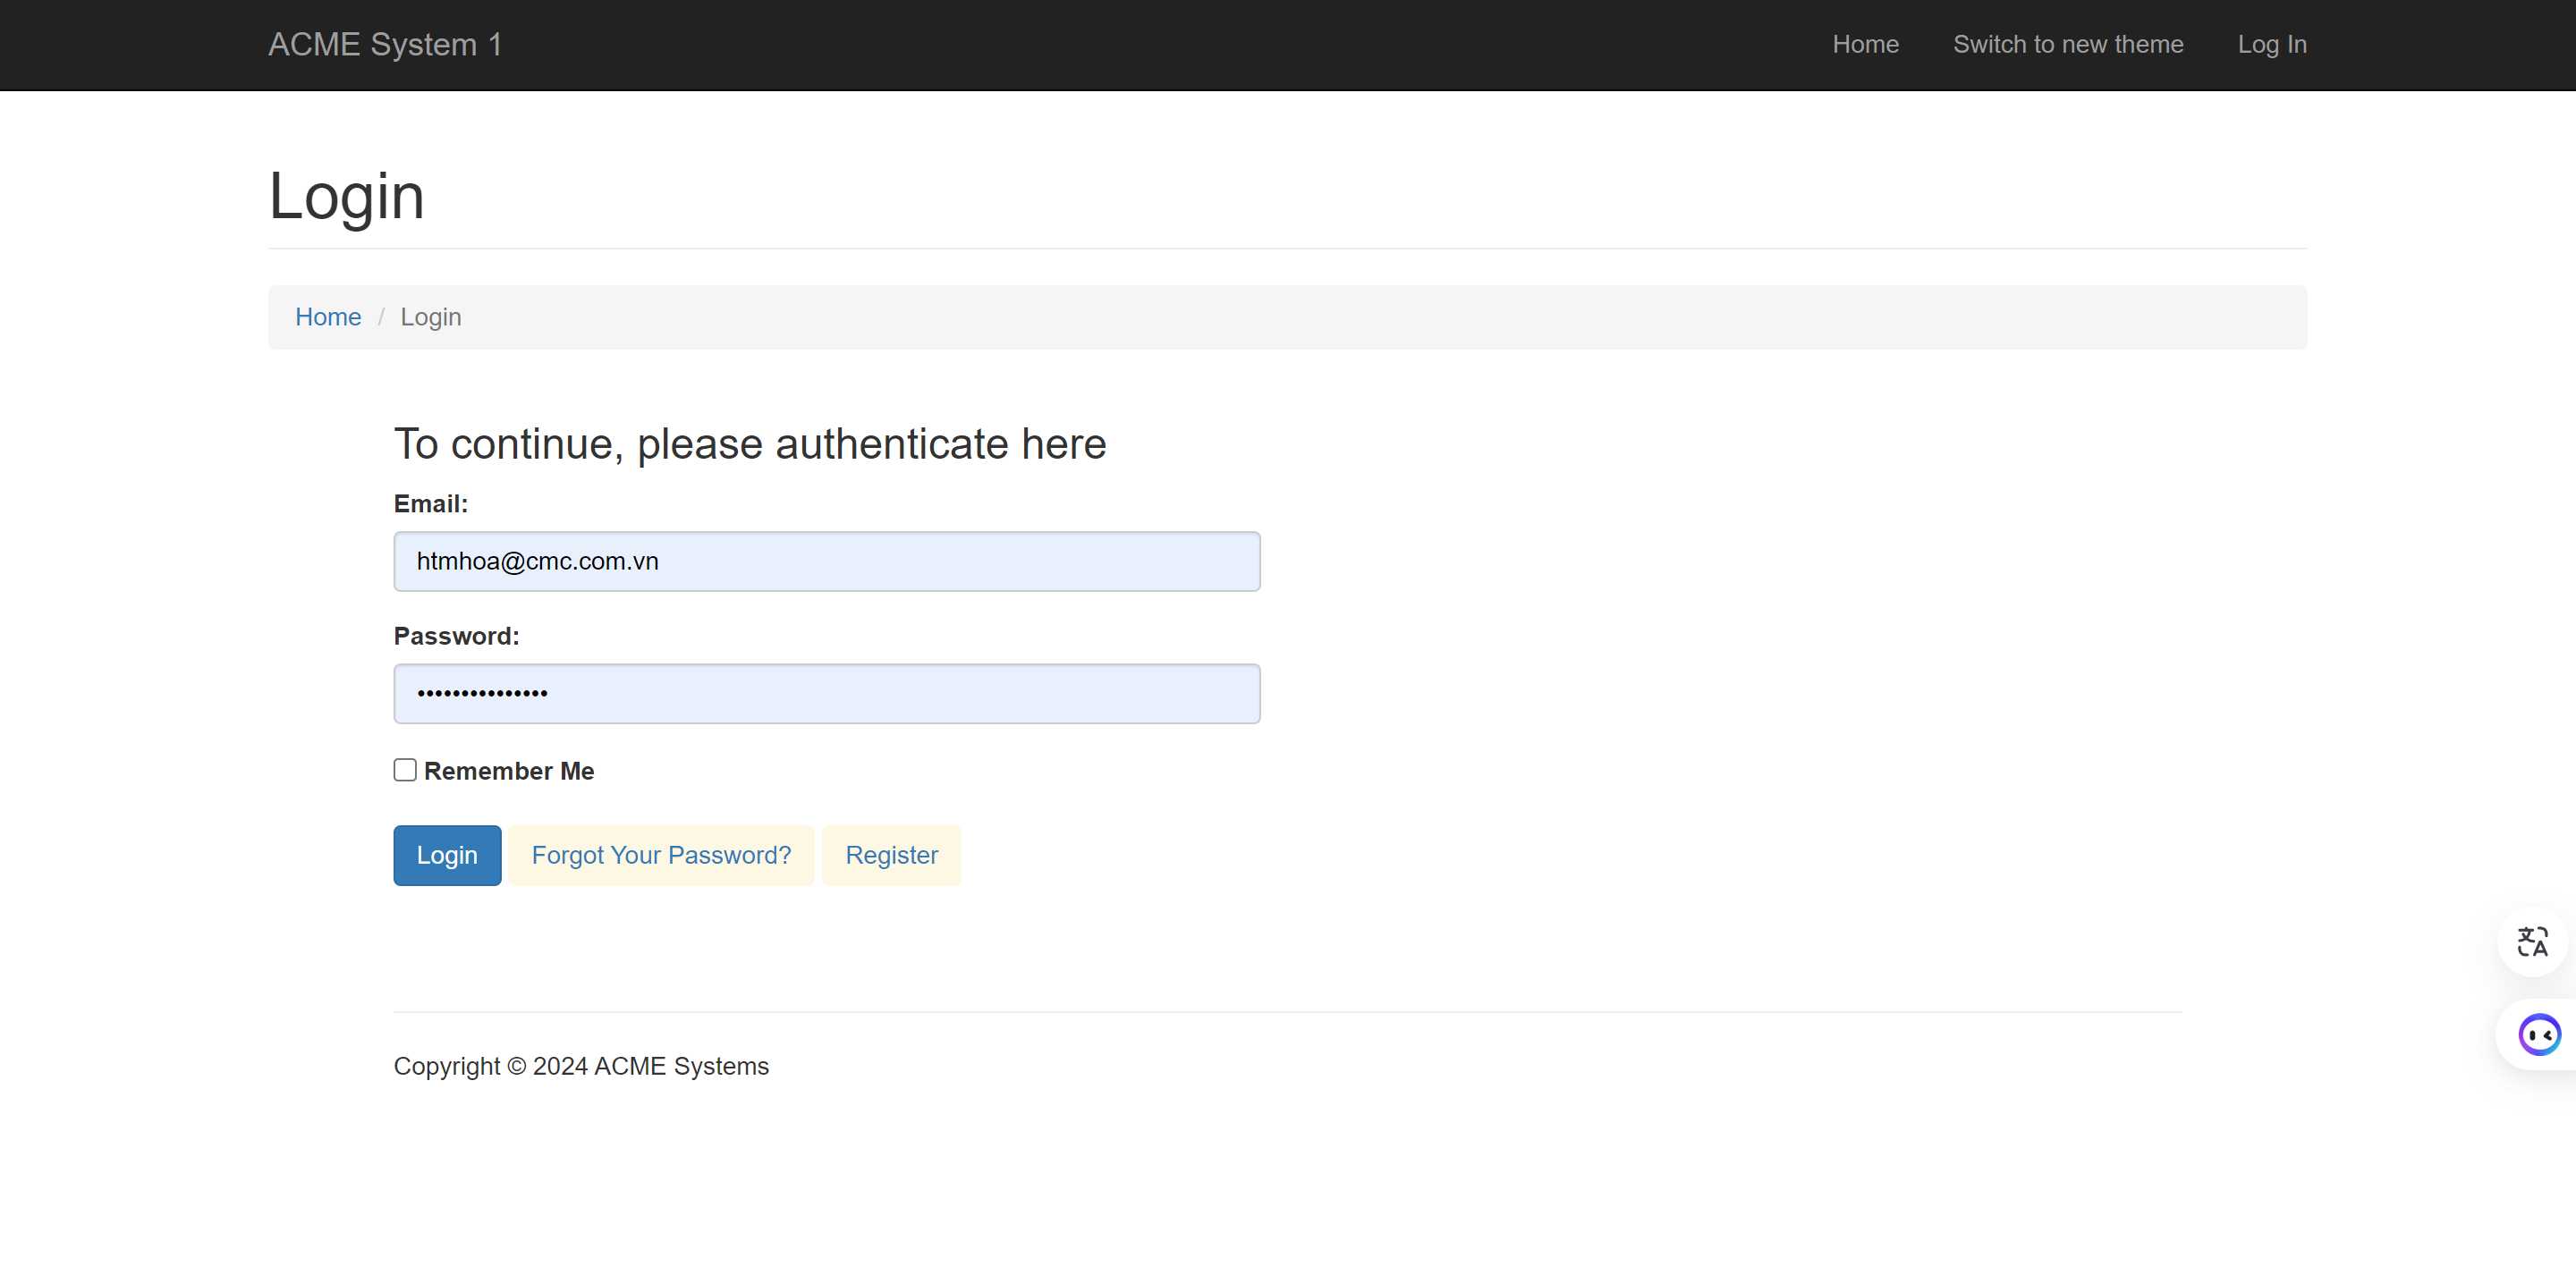 ACME System 1
Home
Switch to new theme
Log In
Login
Home / Login
To continue, please authenticate here
Email:
htmhoa@cmc.com.vn
Password:
•••••••••••••••
Remember Me
Login
Forgot Your Password?
Register
Copyright © 2024 ACME Systems